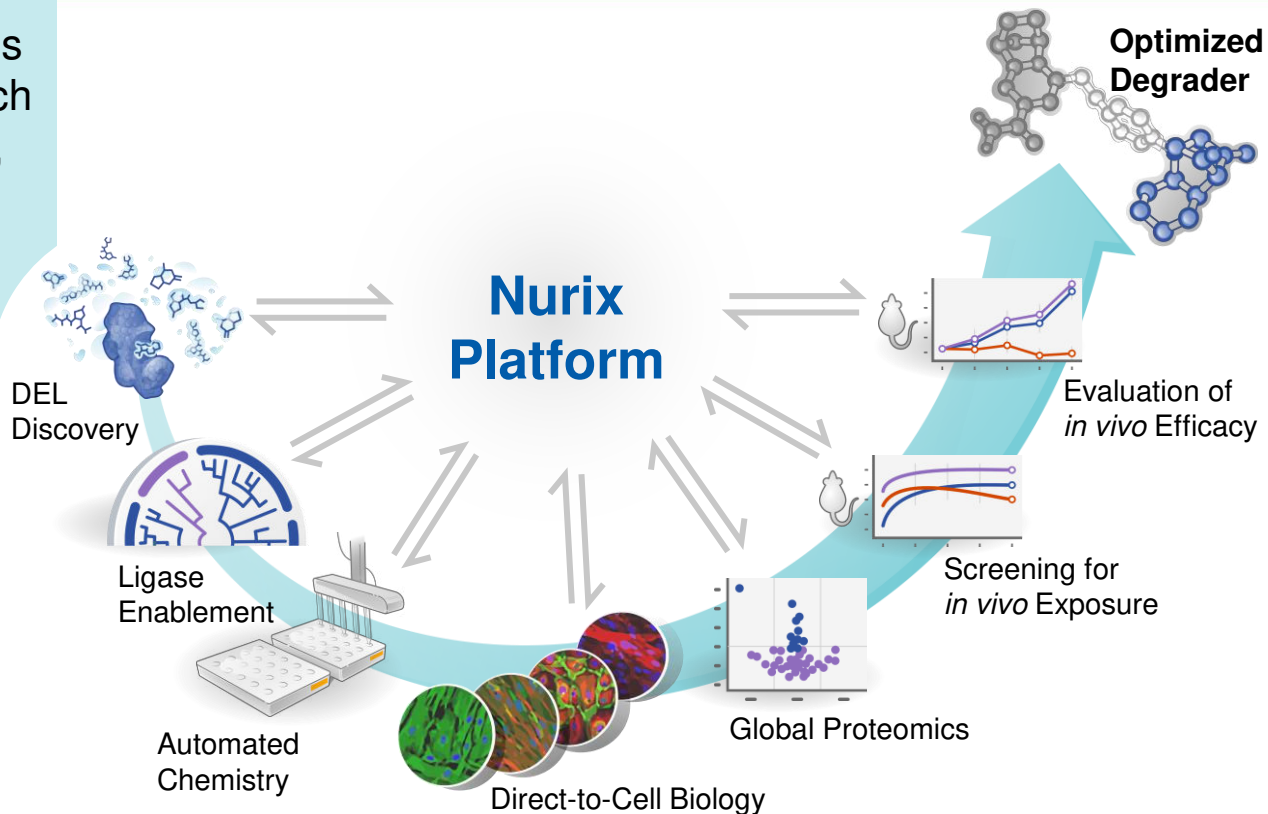 Optimized
Degrader
Nurix
Platform
DEL
Discovery
Ligase
Enablement
Automated
Chemistry
Direct-to-Cell Biology
Global Proteomics
Screening for
in vivo Exposure
Evaluation of
in vivo Efficacy